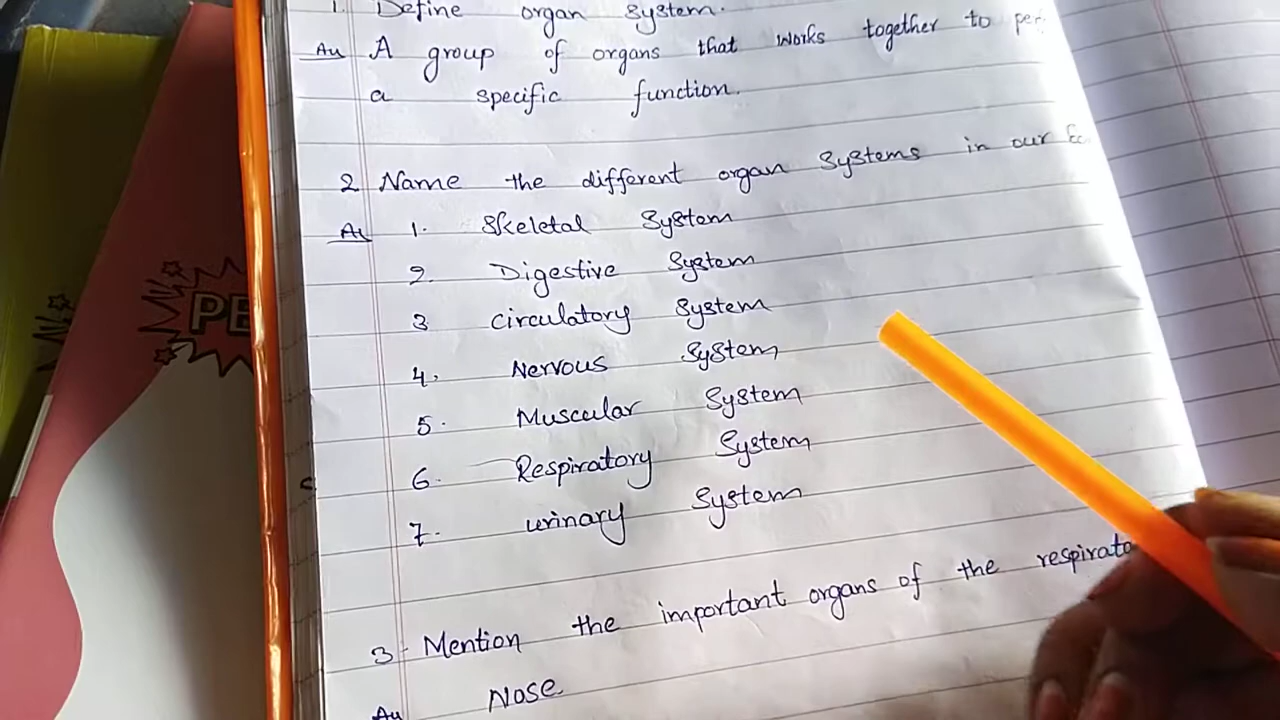 1. Define organ system.
An A group of organs that works together to
a specific function.
2 Name the different organ systems in our
An 1. Skeletal System
2. Digestive System
3 circulatory System
4. Nervous System
5. Muscular System
6. Respiratory System
7. urinary System
3- Mention the important organs of the
An Nose
PE